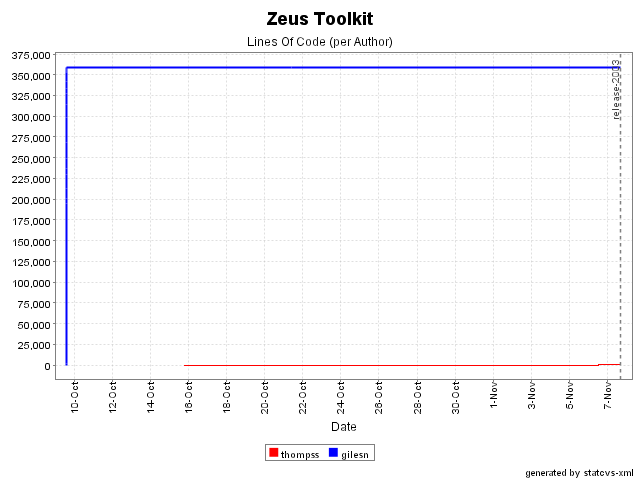 Zeus Toolkit
Lines Of Code (per Author)
375,000
350,000
325,000
300,000
275,000
250,000
225,000
200,000
175,000
150,000
125,000
100,000
75,000
50,000
25,000
0
release-2003
10-Oct
12-Oct
14-Oct
16-Oct
18-Oct
20-Oct
22-Oct
24-Oct
26-Oct
28-Oct
30-Oct
1-Nov
3-Nov
5-Nov
7-Nov
Date
thompss gilesn
generated by statcvs-xml